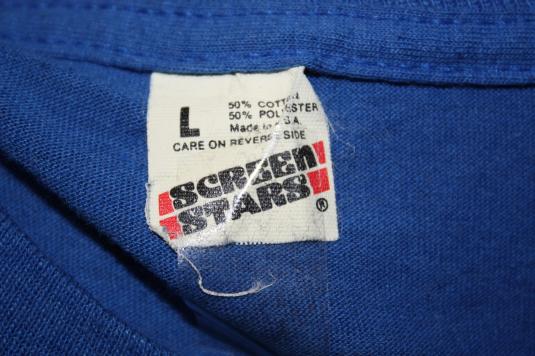 L
50% COTTON
50% POLYESTER
Made in U.S.A.
CARE ON REVERSE SIDE
SCREEN
STARS
®